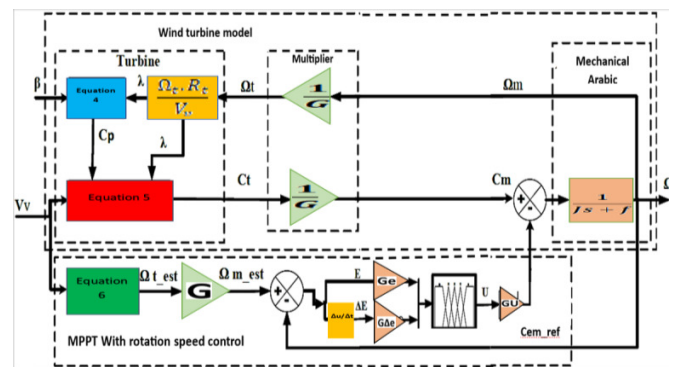 Wind turbine model
Turbine
Multiplier
Mechanical
Arabic
β
Equation
4
λ
Ωt. Rt
Vv
Ωt
1
G
Ωm
Cp
λ
Equation 5
Ct
1
G
Cm
+
-
1
Js + f
Vv
Equation
6
Ω t_est
G
Ω m_est
+
-
E
Ge
ΔE
Δu/Δt
GΔe
U
GU
Cem_ref
MPPT With rotation speed control